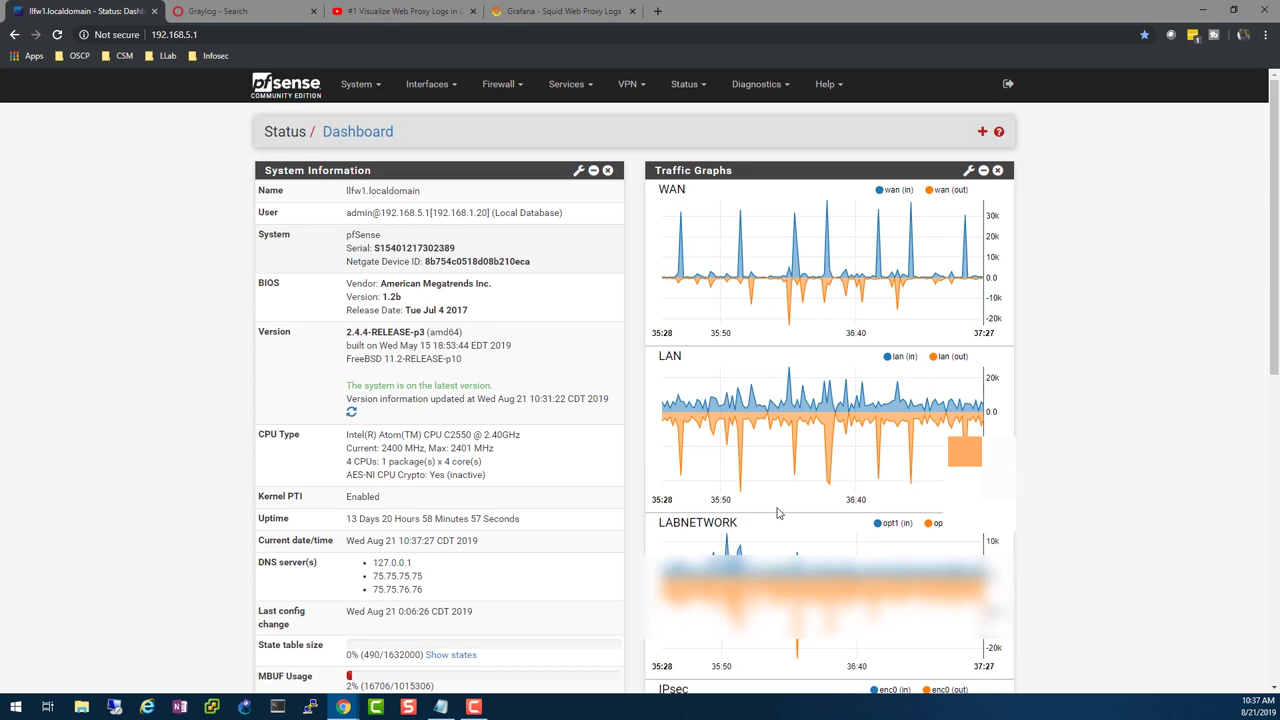 llfw1.localdomain - Status: Dashb
Graylog - Search
#1 Visualize Web Proxy Logs in G
Grafana - Squid Web Proxy Logs
Not secure
192.168.5.1
Apps
OSCP
CSM
LLab
Infosec
pfsense
COMMUNITY EDITION
System
Interfaces
Firewall
Services
VPN
Status
Diagnostics
Help
Status / Dashboard
System Information
Name
llfw1.localdomain
User
admin@192.168.5.1[192.168.1.20] (Local Database)
System
pfSense
Serial: S15401217302389
Netgate Device ID: 8b754c0518d08b210eca
BIOS
Vendor: American Megatrends Inc.
Version: 1.2b
Release Date: Tue Jul 4 2017
Version
2.4.4-RELEASE-p3 (amd64)
built on Wed May 15 18:53:44 EDT 2019
FreeBSD 11.2-RELEASE-p10
The system is on the latest version.
Version information updated at Wed Aug 21 10:31:22 CDT 2019
CPU Type
Intel(R) Atom(TM) CPU C2550 @ 2.40GHz
Current: 2400 MHz, Max: 2401 MHz
4 CPUs: 1 package(s) x 4 core(s)
AES-NI CPU Crypto: Yes (inactive)
Kernel PTI
Enabled
Uptime
13 Days 20 Hours 58 Minutes 57 Seconds
Current date/time
Wed Aug 21 10:37:27 CDT 2019
DNS server(s)
127.0.0.1
75.75.75.75
75.75.76.76
Last config
change
Wed Aug 21 0:06:26 CDT 2019
State table size
0% (490/1632000) Show states
MBUF Usage
2% (16706/1015306)
Traffic Graphs
WAN
wan (in)
wan (out)
30k
20k
10k
0.0
-10k
-20k
35:28
35:50
36:40
37:27
LAN
lan (in)
lan (out)
20k
0.0
35:28
35:50
36:40
LABNETWORK
opt1 (in)
op
10k
-20k
35:50
36:40
37:27
IPsec
enc0 (in)
enc0 (out)
10:37 AM
8/21/2019